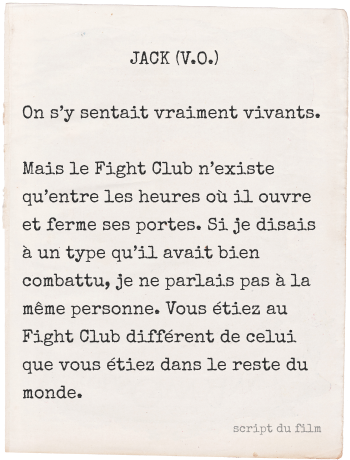 JACK (V.O.)
On s'y sentait vraiment vivants.
Mais le Fight Club n'existe
qu'entre les heures où il ouvre
et ferme ses portes. Si je disais
à un type qu'il avait bien
combattu, je ne parlais pas à la
même personne. Vous étiez au
Fight Club différent de celui
que vous étiez dans le reste du
monde.
script du film